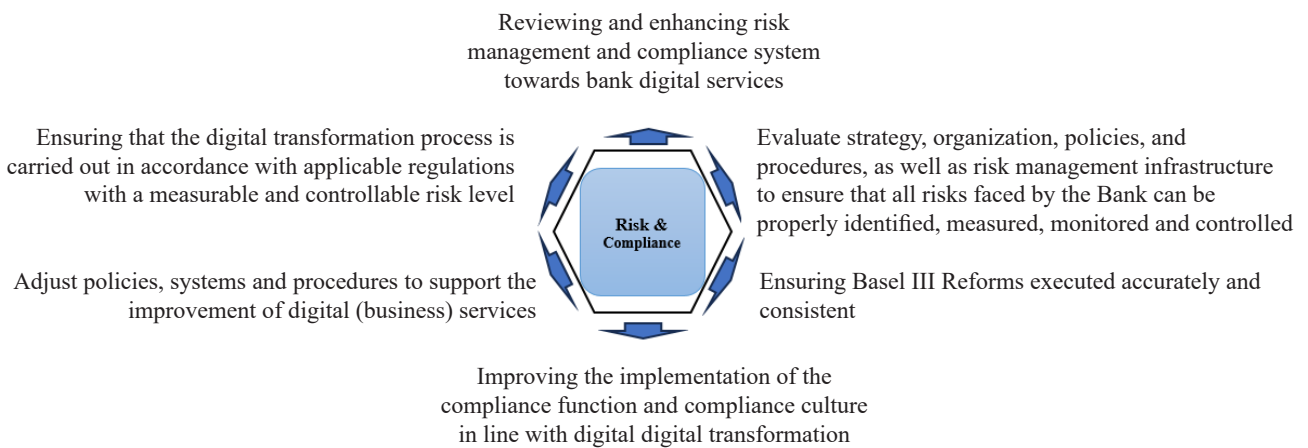 Reviewing and enhancing risk
management and compliance system
towards bank digital services
Ensuring that the digital transformation process is
carried out in accordance with applicable regulations
with a measurable and controllable risk level
Evaluate strategy, organization, policies, and
procedures, as well as risk management infrastructure
to ensure that all risks faced by the Bank can be
properly identified, measured, monitored and controlled
Risk &
Compliance
Adjust policies, systems and procedures to support the
improvement of digital (business) services
Ensuring Basel III Reforms executed accurately and
consistent
Improving the implementation of the
compliance function and compliance culture
in line with digital digital transformation